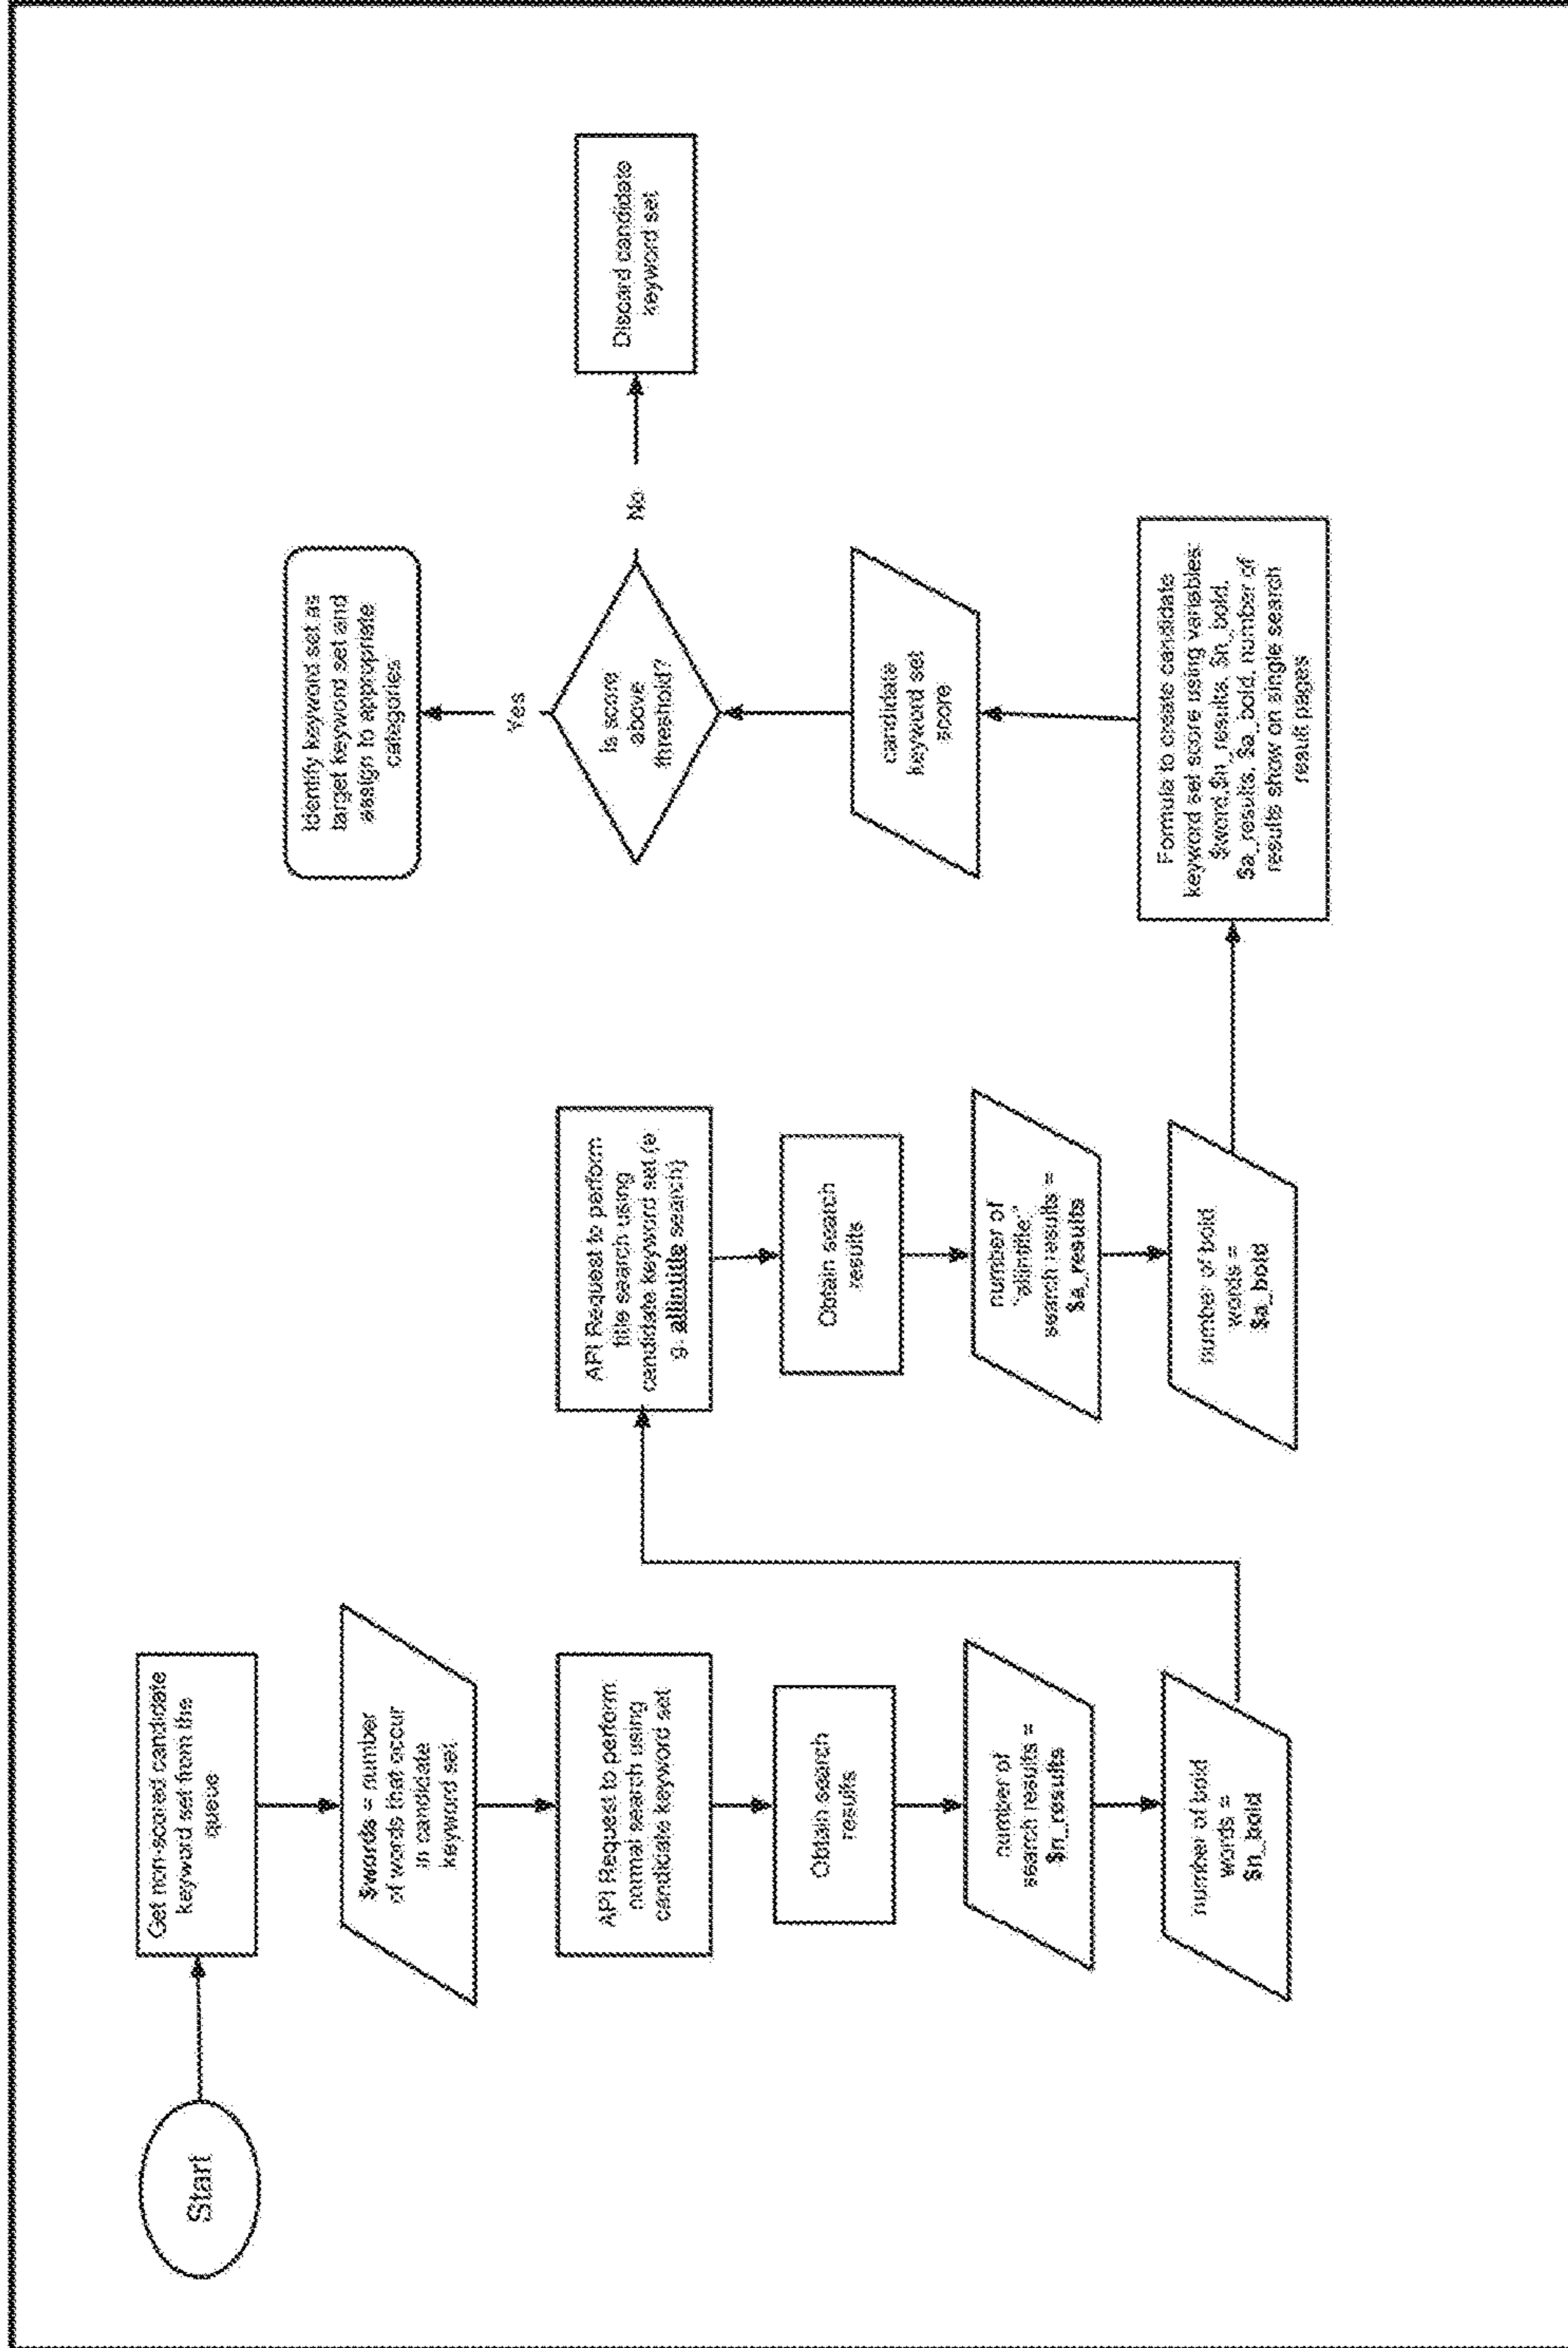 Start
Get non-scored candidate
keyword set from the
queue
$words = number
of words that occur
in candidate
keyword set
API Request to perform
normal search using
candidate keyword set
Obtain search
results
number of
search results =
$n_results
number of bold
words =
$n_bold
API Request to perform
title search using
candidate keyword set (e.
g. allintitle search)
Obtain search
results
number of
"allintitle:"
search results =
$a_results
number of bold
words =
$a_bold
Formula to create candidate
keyword set score using variables:
$word,$n_results, $n_bold,
$a_results, $a_bold, number of
results show on single search
result pages
candidate
keyword set
score
Is score
above
threshold?
Yes
No
Identify keyword set as
target keyword set and
assign to appropriate
categories
Discard candidate
keyword set